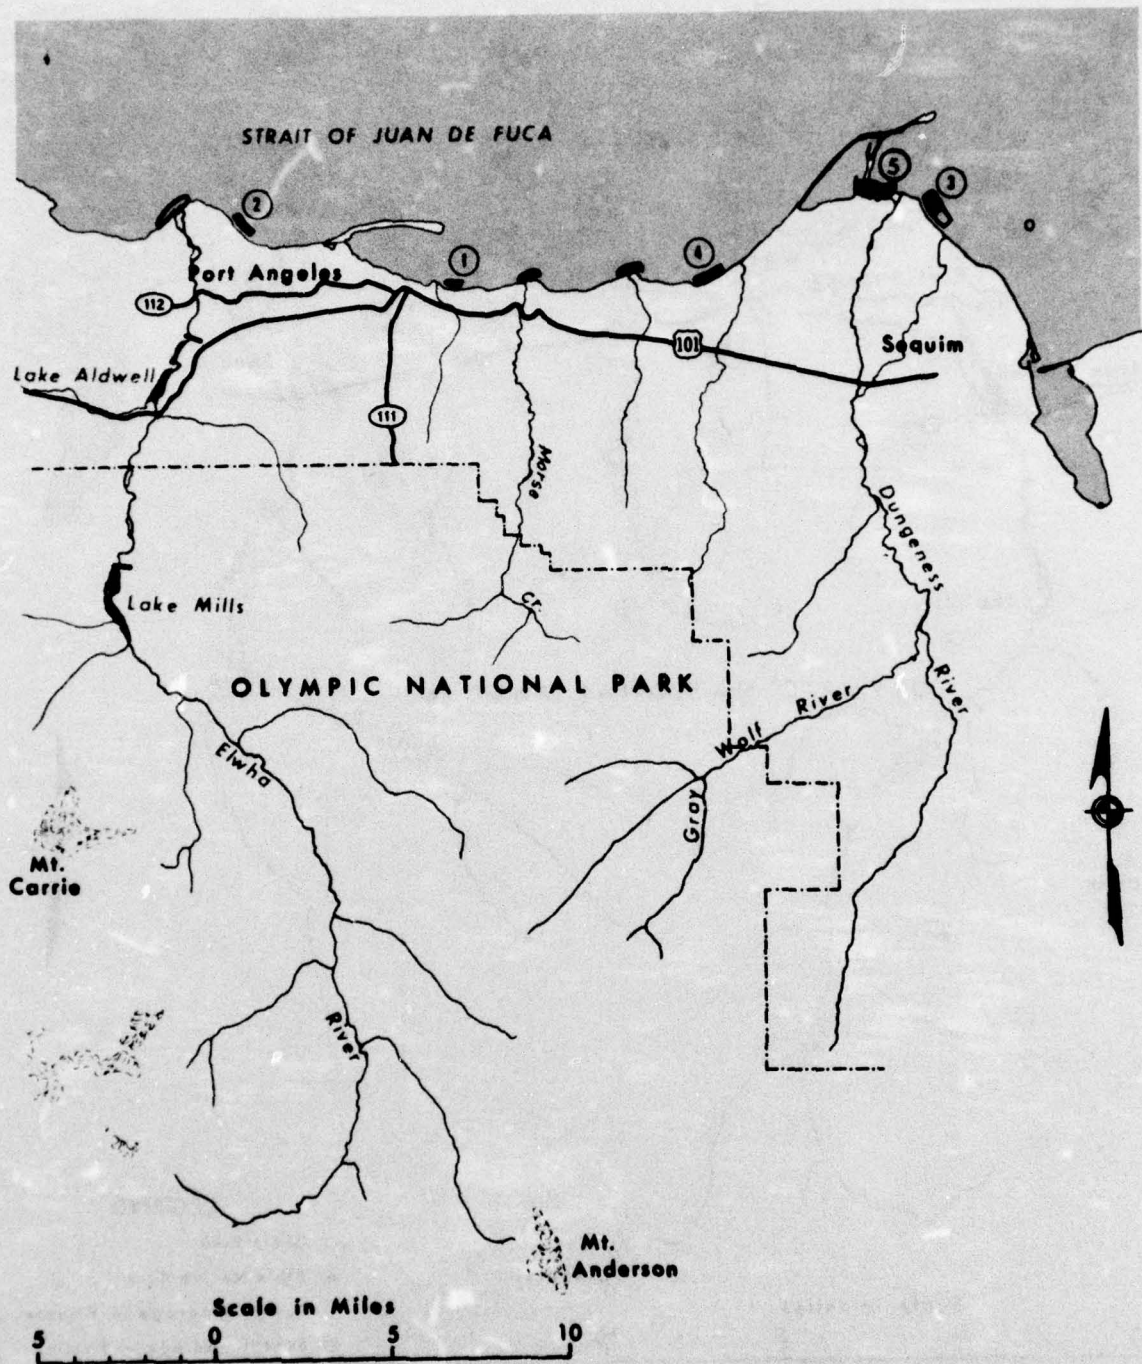 STRAIT OF JUAN DE FUCA
5
3
2
1
4
Port Angeles
112
101
Sequim
Lake Aldwell
111
Morse
Dungeness
Cr.
Lake Mills
OLYMPIC NATIONAL PARK
River
River
Wolf
Elwha
Gray
Mt.
Carrie
River
Mt.
Anderson
Scale in Miles
5 0 5 10